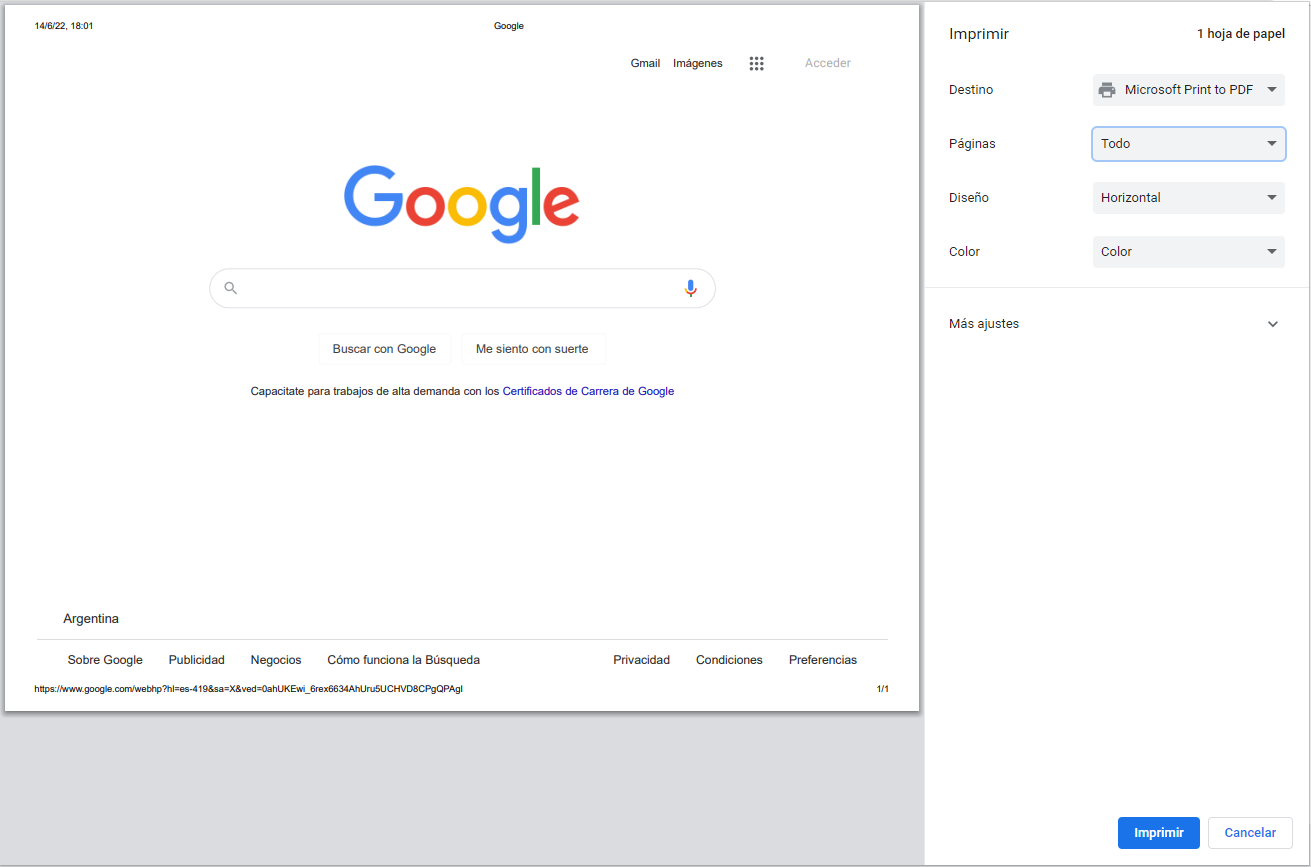 14/6/22, 18:01 Google
Gmail Imágenes Acceder
Google
Buscar con Google Me siento con suerte
Capacitate para trabajos de alta demanda con los Certificados de Carrera de Google
Argentina
Sobre Google Publicidad Negocios Cómo funciona la Búsqueda Privacidad Condiciones Preferencias
https://www.google.com/webhp?hl=es-419&sa=X&ved=0ahUKEwi_6rex6634AhUru5UCHVD8CPgQPAgI 1/1
Imprimir 1 hoja de papel
Destino Microsoft Print to PDF
Páginas Todo
Diseño Horizontal
Color Color
Más ajustes
Imprimir Cancelar